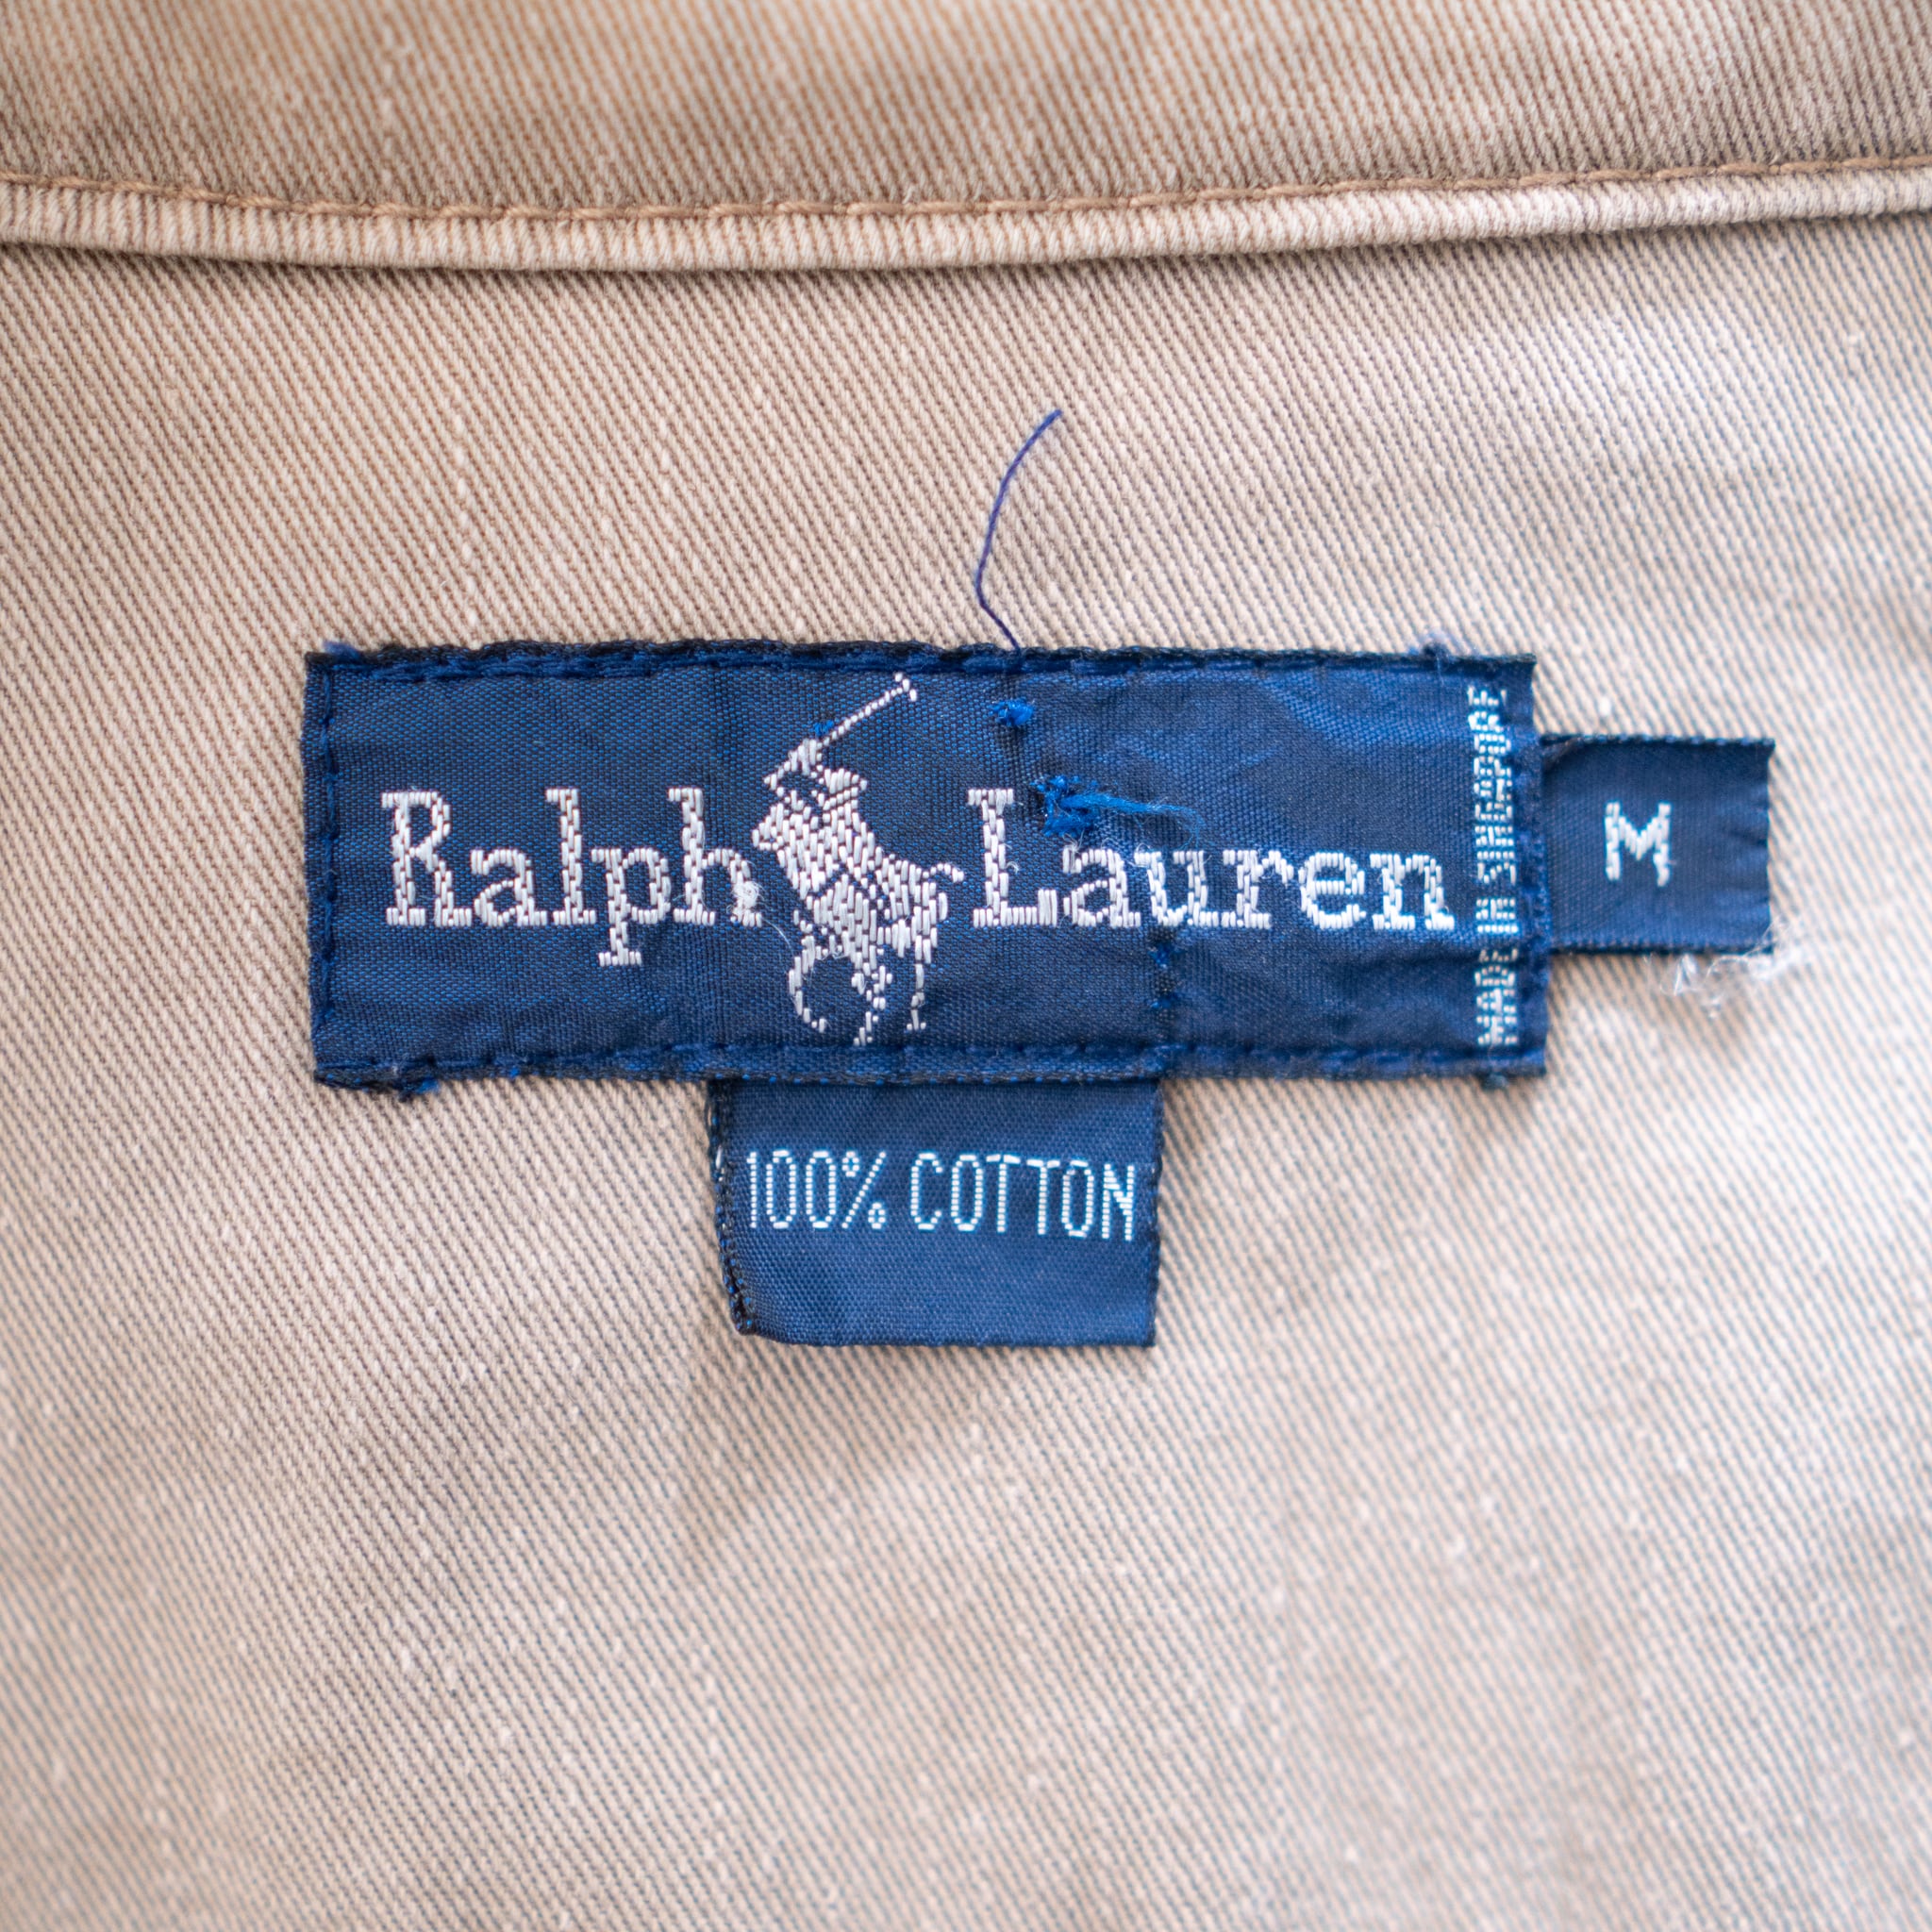 Ralph Lauren
MADE IN SINGAPORE
M
100% COTTON